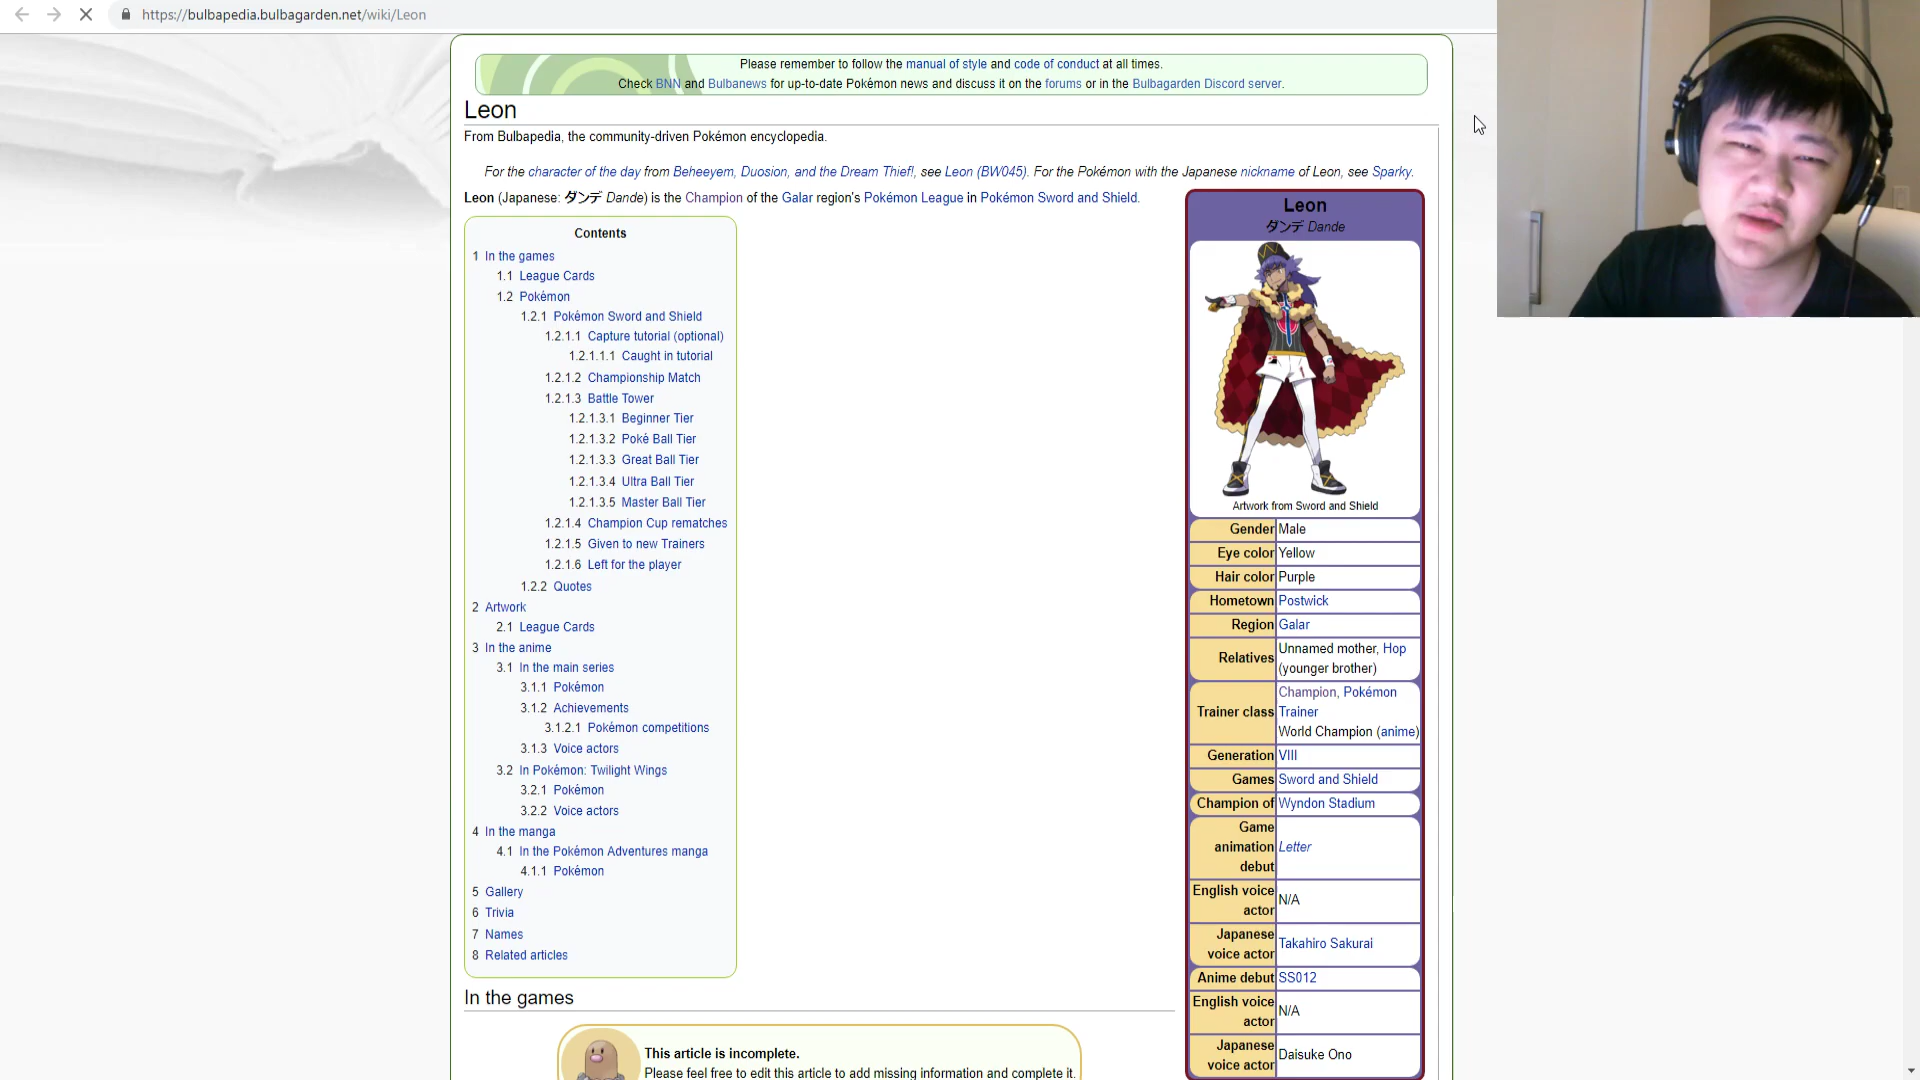 https://bulbapedia.bulbagarden.net/wiki/Leon
Please remember to follow the manual of style and code of conduct at all times.
Check BNN and Bulbanews for up-to-date Pokémon news and discuss it on the forums or in the Bulbagarden Discord server.
Leon
From Bulbapedia, the community-driven Pokémon encyclopedia.
For the character of the day from Beheeyem, Duosion, and the Dream Thief!, see Leon (BW045). For the Pokémon with the Japanese nickname of Leon, see Sparky.
Leon (Japanese: ダンデ Dande) is the Champion of the Galar region's Pokémon League in Pokémon Sword and Shield.
Contents
1 In the games
1.1 League Cards
1.2 Pokémon
1.2.1 Pokémon Sword and Shield
1.2.1.1 Capture tutorial (optional)
1.2.1.1.1 Caught in tutorial
1.2.1.2 Championship Match
1.2.1.3 Battle Tower
1.2.1.3.1 Beginner Tier
1.2.1.3.2 Poké Ball Tier
1.2.1.3.3 Great Ball Tier
1.2.1.3.4 Ultra Ball Tier
1.2.1.3.5 Master Ball Tier
1.2.1.4 Champion Cup rematches
1.2.1.5 Given to new Trainers
1.2.1.6 Left for the player
1.2.2 Quotes
2 Artwork
2.1 League Cards
3 In the anime
3.1 In the main series
3.1.1 Pokémon
3.1.2 Achievements
3.1.2.1 Pokémon competitions
3.1.3 Voice actors
3.2 In Pokémon: Twilight Wings
3.2.1 Pokémon
3.2.2 Voice actors
4 In the manga
4.1 In the Pokémon Adventures manga
4.1.1 Pokémon
5 Gallery
6 Trivia
7 Names
8 Related articles
In the games
This article is incomplete.
Please feel free to edit this article to add missing information and complete it.
Leon
ダンデ Dande
Artwork from Sword and Shield
Gender Male
Eye color Yellow
Hair color Purple
Hometown Postwick
Region Galar
Relatives Unnamed mother, Hop
(younger brother)
Trainer class Champion, Pokémon
Trainer
World Champion (anime)
Generation VIII
Games Sword and Shield
Champion of Wyndon Stadium
Game
animation
debut Letter
English voice
actor N/A
Japanese
voice actor Takahiro Sakurai
Anime debut SS012
English voice
actor N/A
Japanese
voice actor Daisuke Ono